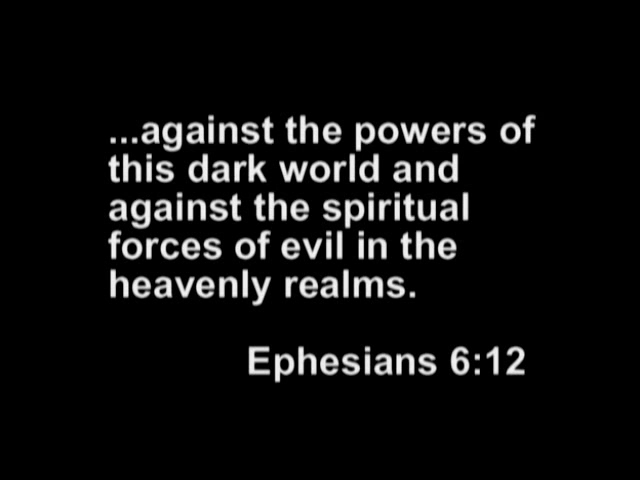 ...against the powers of
this dark world and
against the spiritual
forces of evil in the
heavenly realms.
Ephesians 6:12